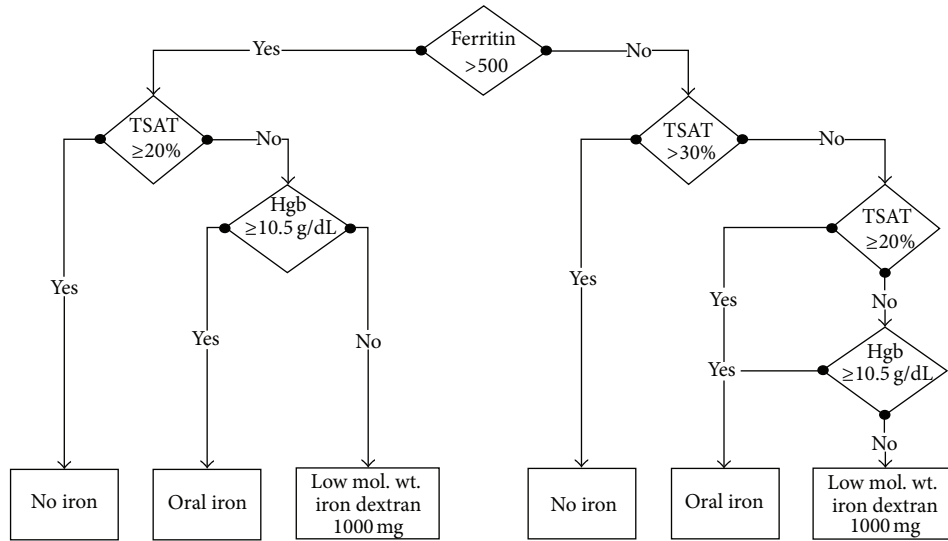 Ferritin
>500
Yes
No
TSAT
≥20%
No
TSAT
>30%
No
Hgb
≥10.5 g/dL
TSAT
≥20%
Yes
Yes
Yes
No
Yes
No
Hgb
≥10.5 g/dL
Yes
No
No iron
Oral iron
Low mol. wt.
iron dextran
1000 mg
No iron
Oral iron
Low mol. wt.
iron dextran
1000 mg